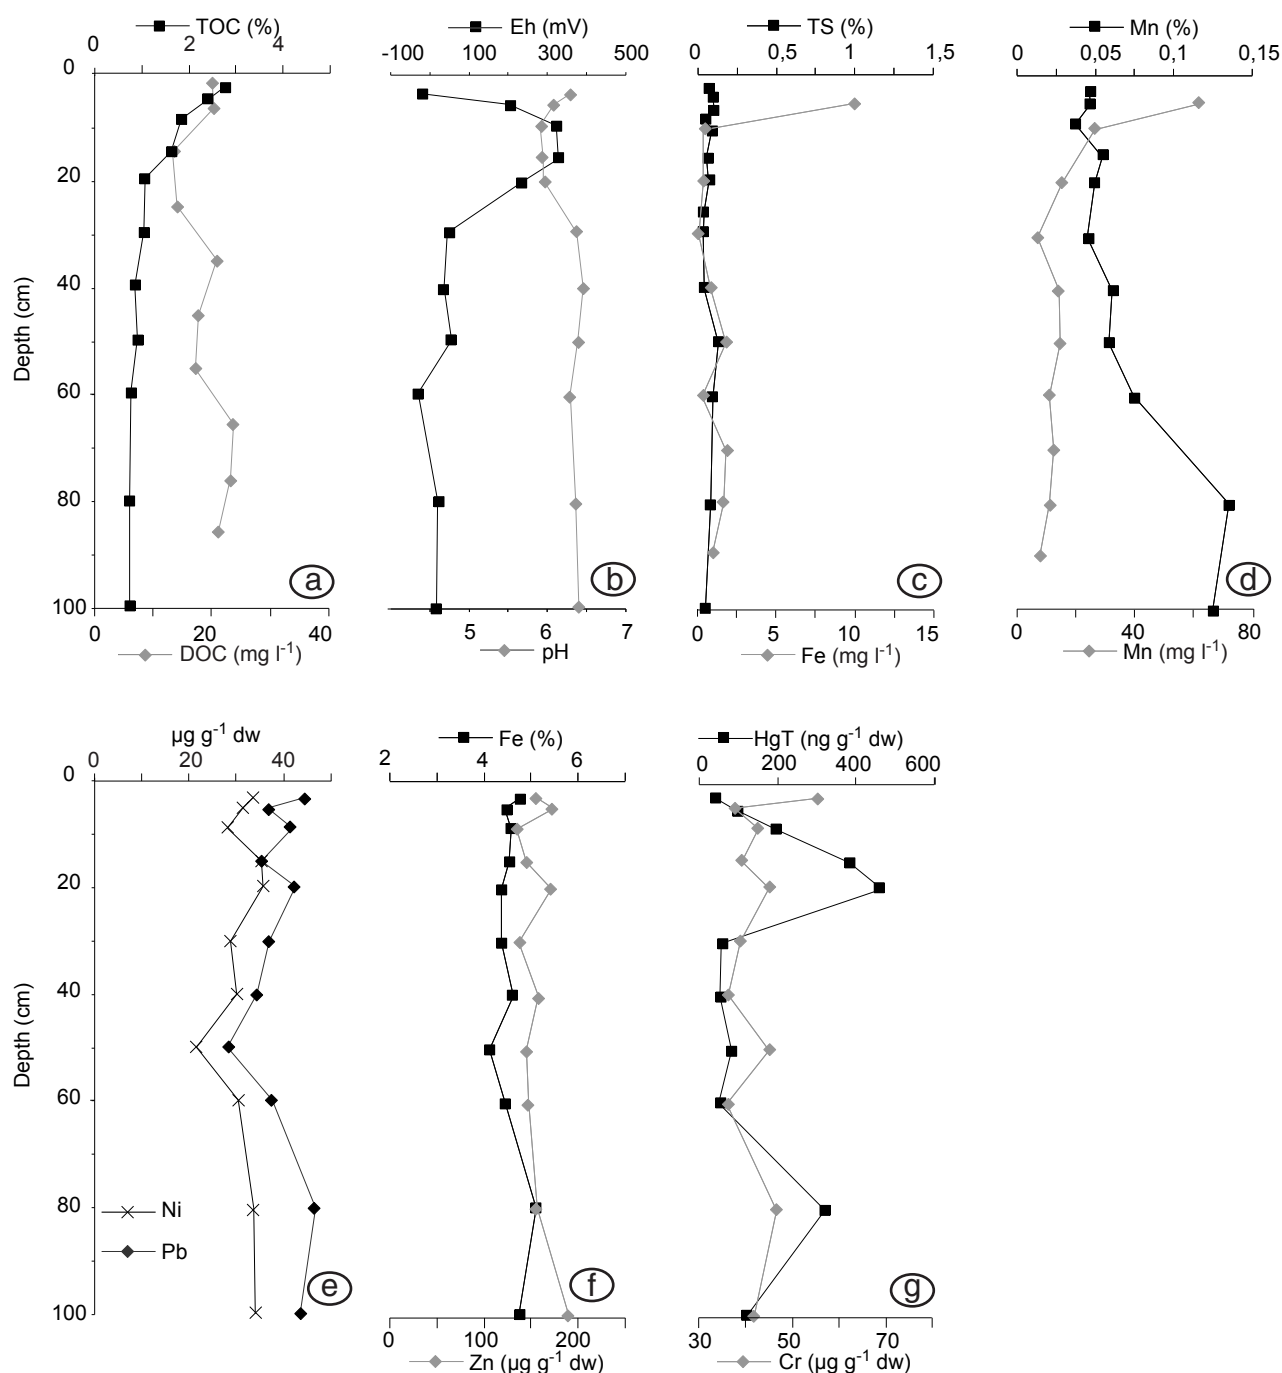 TOC (%)
0 2 4
Eh (mV)
-100 100 300 500
TS (%)
0 0,5 1 1,5
Mn (%)
0 0,05 0,1 0,15
0
20
40
60
80
100
Depth (cm)
a
b
c
d
0 20 40
DOC (mg l⁻¹)
5 6 7
pH
0 5 10 15
Fe (mg l⁻¹)
0 40 80
Mn (mg l⁻¹)
µg g⁻¹ dw
0 20 40
Fe (%)
2 4 6
HgT (ng g⁻¹ dw)
0 200 400 600
0
20
40
60
80
100
Depth (cm)
Ni
Pb
e
f
g
0 100 200
Zn (µg g⁻¹ dw)
30 50 70
Cr (µg g⁻¹ dw)